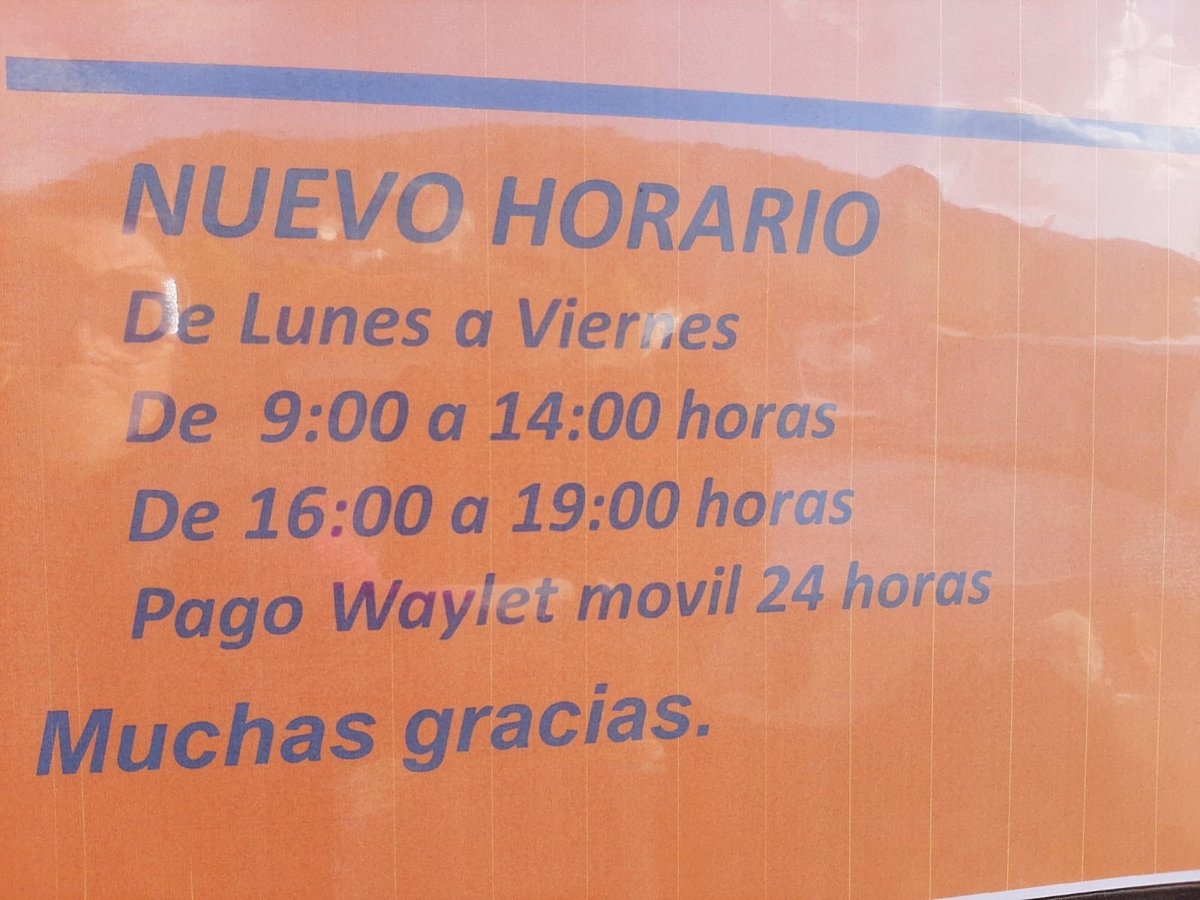 NUEVO HORARIO
De Lunes a Viernes
De 9:00 a 14:00 horas
De 16:00 a 19:00 horas
Pago Waylet movil 24 horas
Muchas gracias.